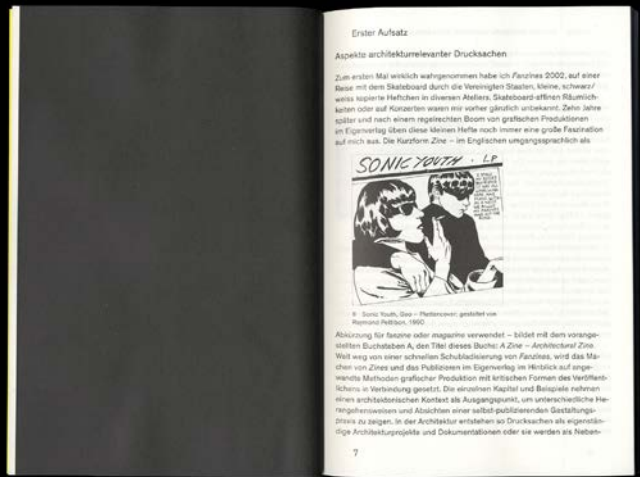 Erster Aufsatz
Aspekte architekturrelevanter Drucksachen
Zum ersten Mal wirklich wahrgenommen habe ich Fanzines 2002, auf einer
Reise mit dem Skateboard durch die Vereinigten Staaten, kleine, schwarz/
weiss kopierte Heftchen in diversen Ateliers. Skateboard-affinen Räumlich-
keiten oder auf Konzerten waren mir vorher gänzlich unbekannt. Zehn Jahre
später und nach einem regelrechten Boom von grafischen Produktionen
im Eigenverlag üben diese kleinen Hefte noch immer eine große Faszination
auf mich aus. Die Kurzform Zine – im Englischen umgangssprachlich als
SONIC YOUTH · LP
Sonic Youth, Goo – Plattencover; gestaltet von
Raymond Pettibon, 1990
Abkürzung für fanzine oder magazine verwendet – bildet mit dem vorange-
stellten Buchstaben A, den Titel dieses Buchs: A Zine – Architectural Zine.
Weit weg von einer schnellen Schubladisierung von Fanzines, wird das Ma-
chen von Zines und das Publizieren im Eigenverlag im Hinblick auf ange-
wandte Methoden grafischer Produktion mit kritischen Formen des Veröffent-
lichens in Verbindung gesetzt. Die einzelnen Kapitel und Beispiele nehmen
einen architektonischen Kontext als Ausgangspunkt, um unterschiedliche He-
rangehensweisen und Absichten einer selbst-publizierenden Gestaltungs-
praxis zu zeigen. In der Architektur entstehen so Drucksachen als eigenstän-
dige Architekturprojekte und Dokumentationen oder sie werden als Neben-
7